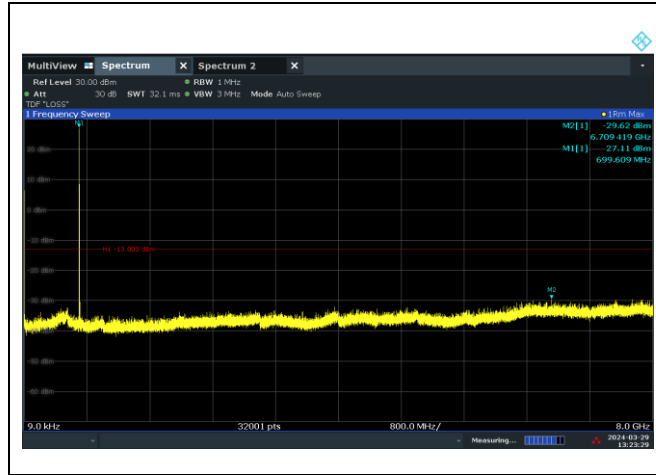 MultiView Spectrum X Spectrum 2 X
Ref Level 30.00 dBm RBW 1 MHz
Att 30 dB SWT 32.1 ms VBW 3 MHz Mode Auto Sweep
TDF "LOSS"
1 Frequency Sweep 1Rm Max
M1 M2[1] -29.62 dBm
6.709 419 GHz
20 dBm M1[1] 27.11 dBm
699.609 MHz
10 dBm
0 dBm
-10 dBm
H1 -13.000 dBm
-20 dBm
M2
-30 dBm
-50 dBm
-60 dBm
9.0 kHz 32001 pts 800.0 MHz/ 8.0 GHz
Measuring... 2024-03-29
13:23:29